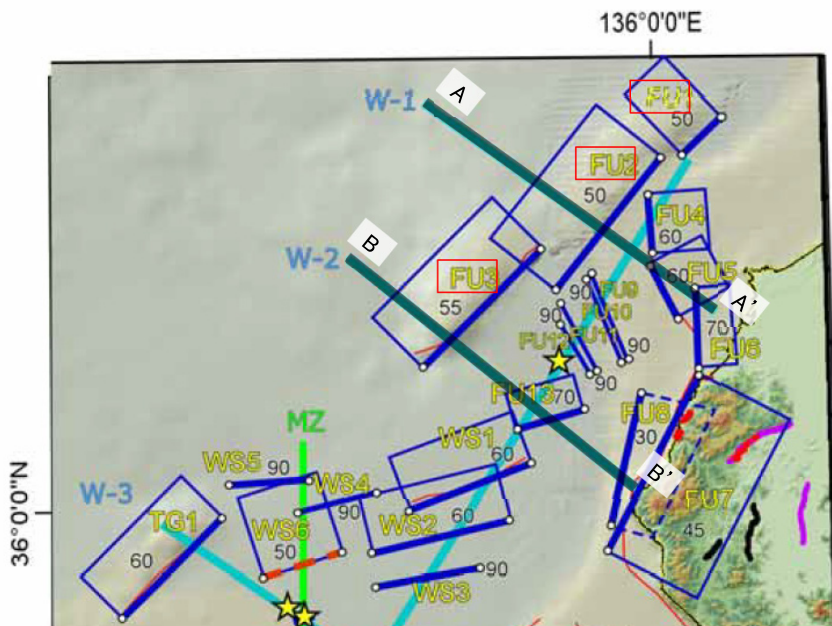 136°0'0"E
W-1
A
FU1
50
FU2
50
FU4
60
B
W-2
FU3
55
60
FU5
A'
70
FU6
90
FU9
FU10
90
FU11
FU12
90
90
FU13
70
FU8
30
B'
FU7
45
MZ
WS1
60
WS5
90
WS4
90
W-3
TG1
60
WS6
50
WS2
60
90
WS3
36°0'0"N